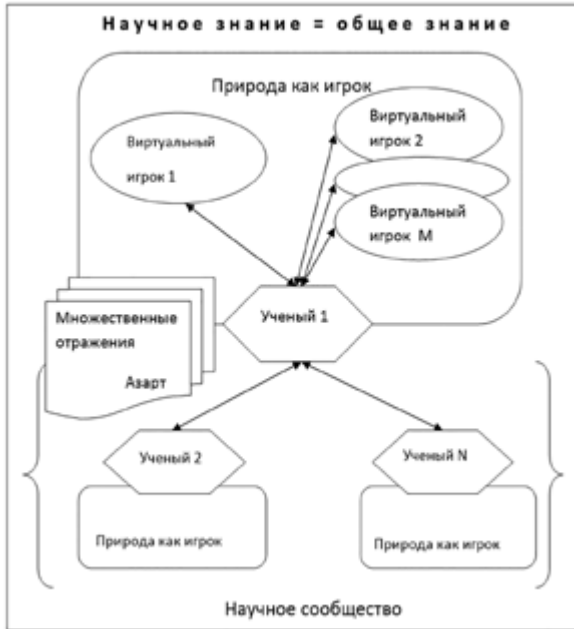 Научное знание = общее знание
Природа как игрок
Виртуальный
игрок 1
Виртуальный
игрок 2
Виртуальный
игрок М
Ученый 1
Множественные
отражения
Азарт
Ученый 2
Ученый N
Природа как игрок
Природа как игрок
Научное сообщество